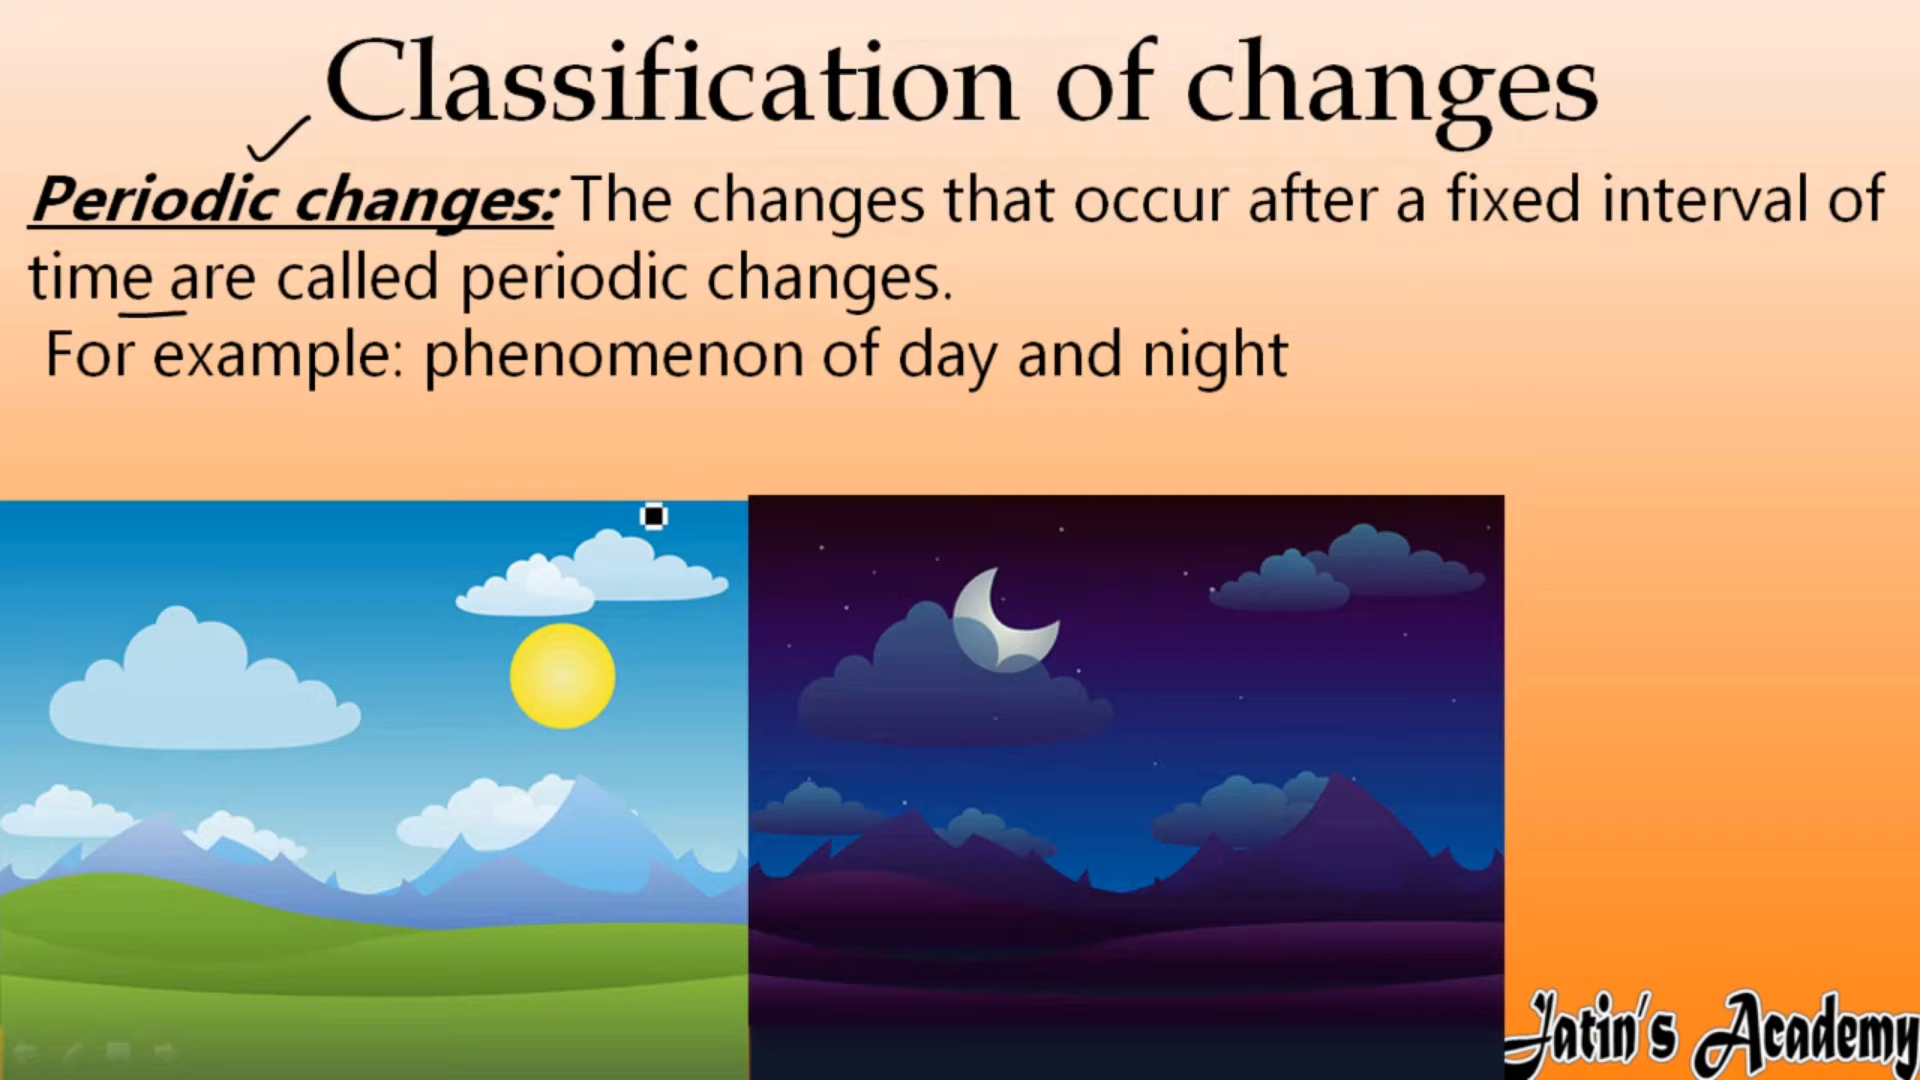 Classification of changes
Periodic changes: The changes that occur after a fixed interval of
time are called periodic changes.
For example: phenomenon of day and night
Jatin's Academy